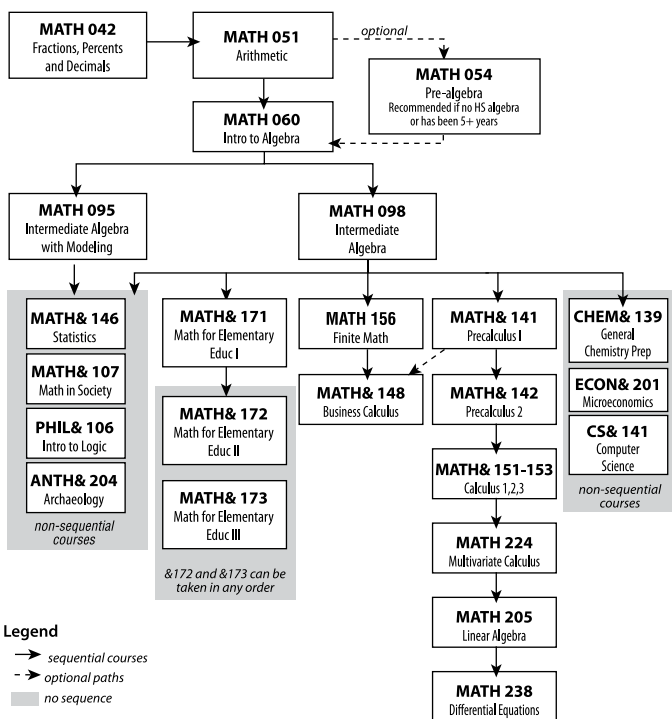 MATH 042
Fractions, Percents
and Decimals
MATH 051
Arithmetic
optional
MATH 054
Pre-algebra
Recommended if no HS algebra
or has been 5+ years
MATH 060
Intro to Algebra
MATH 095
Intermediate Algebra
with Modeling
MATH 098
Intermediate
Algebra
MATH& 146
Statistics
MATH& 107
Math in Society
PHIL& 106
Intro to Logic
ANTH& 204
Archaeology
non-sequential
courses
MATH& 171
Math for Elementary
Educ I
MATH& 172
Math for Elementary
Educ II
MATH& 173
Math for Elementary
Educ III
&172 and &173 can be
taken in any order
MATH 156
Finite Math
MATH& 148
Business Calculus
MATH& 141
Precalculus I
MATH& 142
Precalculus 2
MATH& 151-153
Calculus 1,2,3
MATH 224
Multivariate Calculus
MATH 205
Linear Algebra
MATH 238
Differential Equations
CHEM& 139
General
Chemistry Prep
ECON& 201
Microeconomics
CS& 141
Computer
Science
non-sequential
courses
Legend
sequential courses
optional paths
no sequence